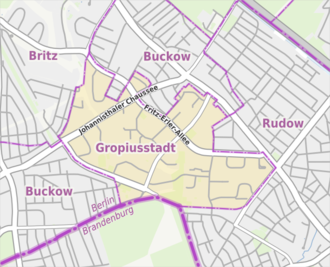 Britz
Buckow
Johannisthaler Chaussee
Fritz-Erler-Allee
Rudow
Gropiusstadt
Buckow
Berlin
Brandenburg